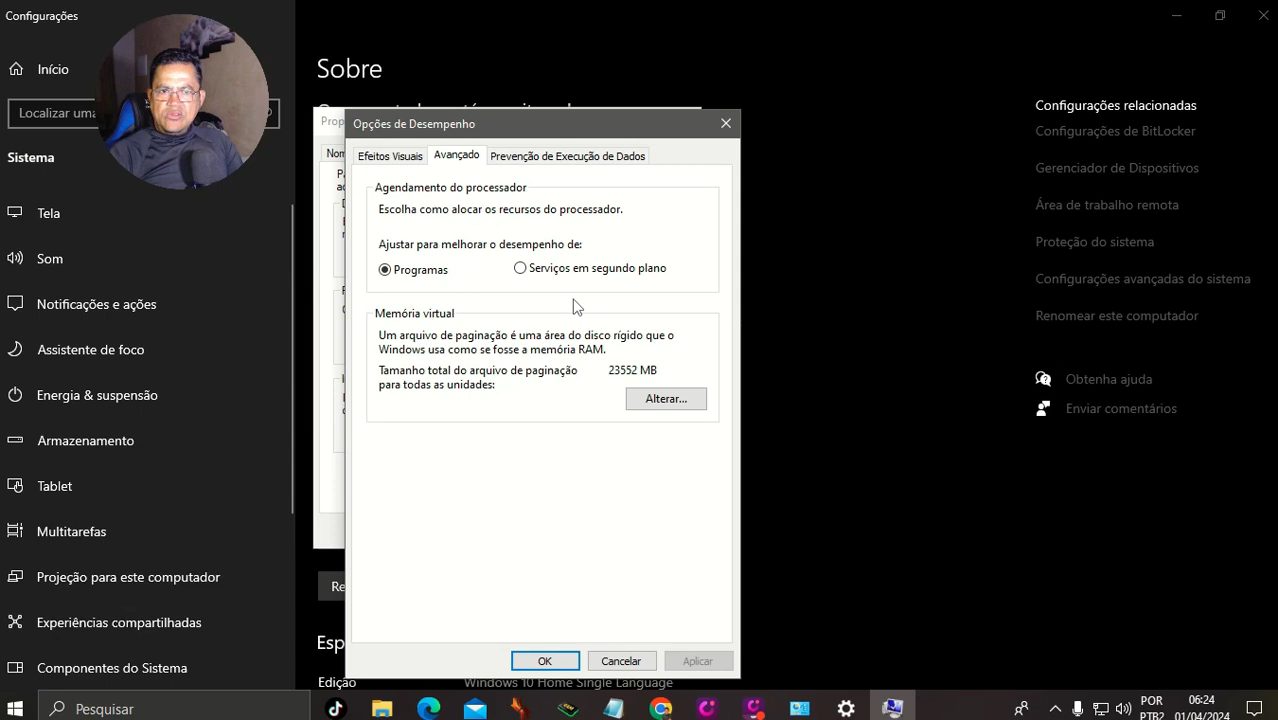 Configurações
Início
Localizar uma
Sistema
Tela
Som
Notificações e ações
Assistente de foco
Energia & suspensão
Armazenamento
Tablet
Multitarefas
Projeção para este computador
Experiências compartilhadas
Componentes do Sistema
Sobre
Prop
Nom
Opções de Desempenho
Efeitos Visuais
Avançado
Prevenção de Execução de Dados
Agendamento do processador
Escolha como alocar os recursos do processador.
Ajustar para melhorar o desempenho de:
Programas
Serviços em segundo plano
Memória virtual
Um arquivo de paginação é uma área do disco rígido que o
Windows usa como se fosse a memória RAM.
Tamanho total do arquivo de paginação
para todas as unidades:
23552 MB
Alterar...
OK
Cancelar
Aplicar
Re
Esp
Edição
Windows 10 Home Single Language
Configurações relacionadas
Configurações de BitLocker
Gerenciador de Dispositivos
Área de trabalho remota
Proteção do sistema
Configurações avançadas do sistema
Renomear este computador
Obtenha ajuda
Enviar comentários
Pesquisar
POR
PTB2
06:24
01/04/2024